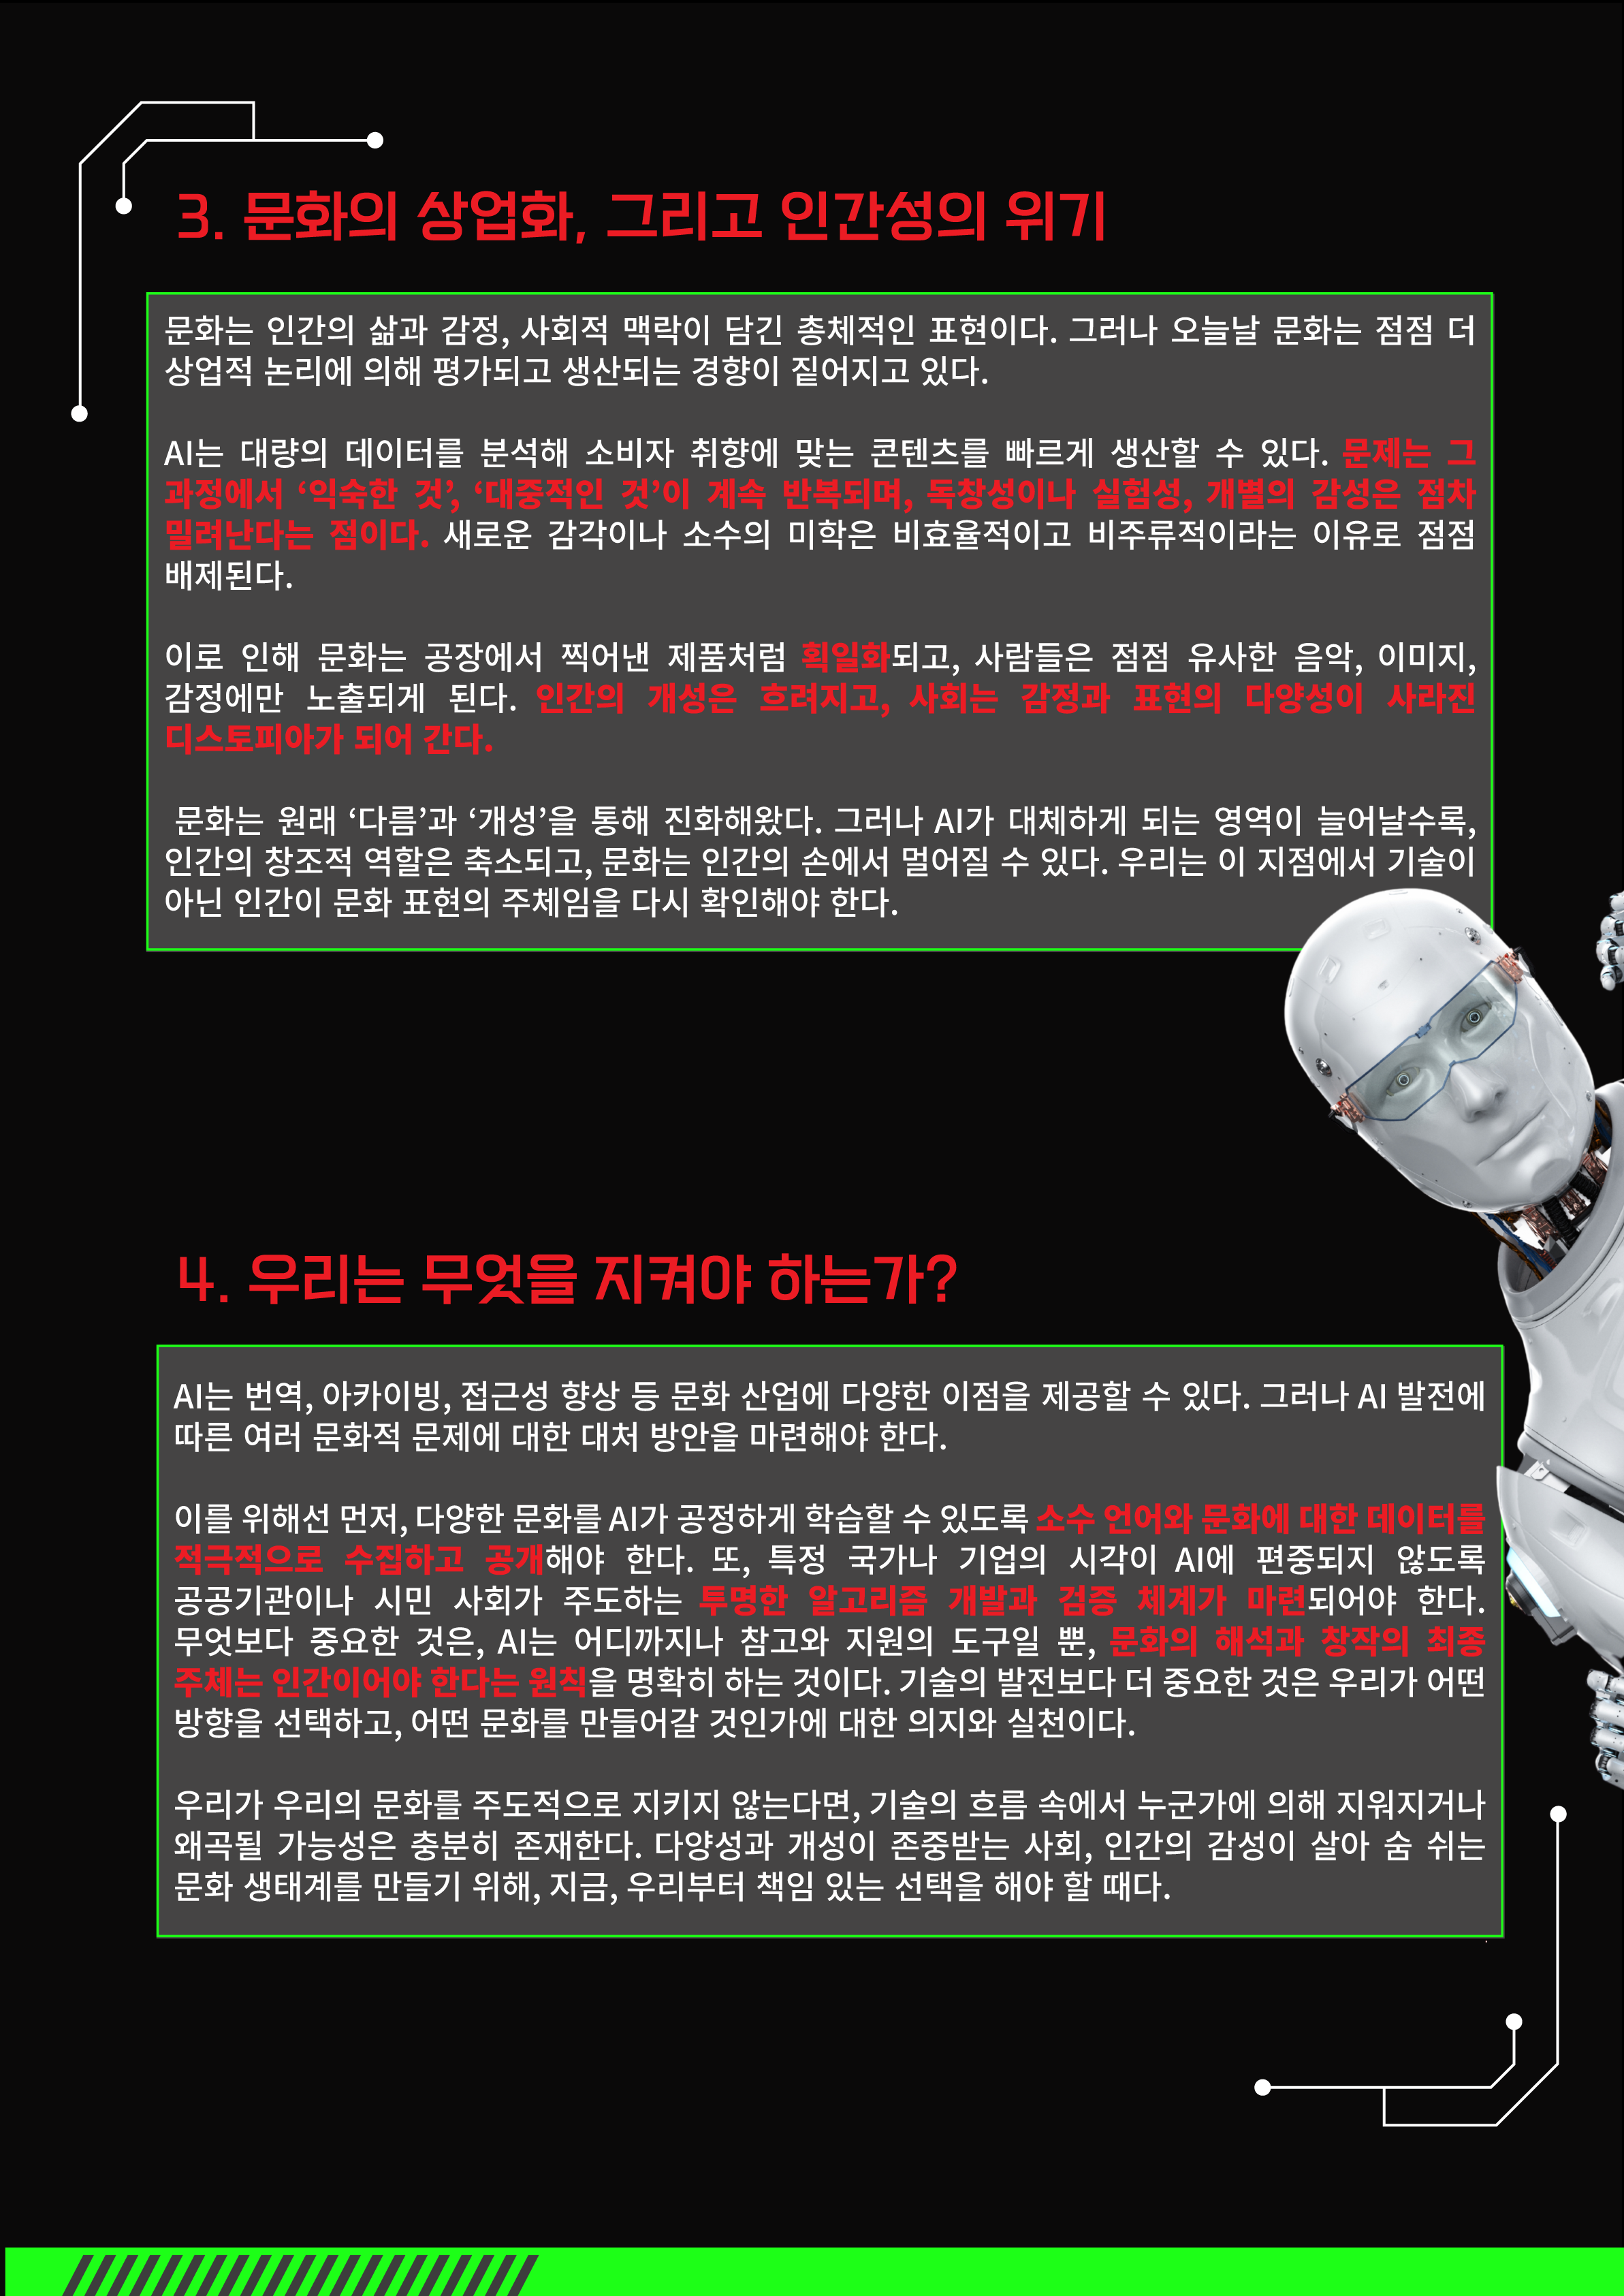 3. 문화의 상업화, 그리고 인간성의 위기
문화는 인간의 삶과 감정, 사회적 맥락이 담긴 총체적인 표현이다. 그러나 오늘날 문화는 점점 더
상업적 논리에 의해 평가되고 생산되는 경향이 짙어지고 있다.
AI는 대량의 데이터를 분석해 소비자 취향에 맞는 콘텐츠를 빠르게 생산할 수 있다. 문제는 그
과정에서 ‘익숙한 것’, ‘대중적인 것’이 계속 반복되며, 독창성이나 실험성, 개별의 감성은 점차
밀려난다는 점이다. 새로운 감각이나 소수의 미학은 비효율적이고 비주류적이라는 이유로 점점
배제된다.
이로 인해 문화는 공장에서 찍어낸 제품처럼 획일화되고, 사람들은 점점 유사한 음악, 이미지,
감정에만 노출되게 된다. 인간의 개성은 흐려지고, 사회는 감정과 표현의 다양성이 사라진
디스토피아가 되어 간다.
문화는 원래 ‘다름’과 ‘개성’을 통해 진화해왔다. 그러나 AI가 대체하게 되는 영역이 늘어날수록,
인간의 창조적 역할은 축소되고, 문화는 인간의 손에서 멀어질 수 있다. 우리는 이 지점에서 기술이
아닌 인간이 문화 표현의 주체임을 다시 확인해야 한다.
4. 우리는 무엇을 지켜야 하는가?
AI는 번역, 아카이빙, 접근성 향상 등 문화 산업에 다양한 이점을 제공할 수 있다. 그러나 AI 발전에
따른 여러 문화적 문제에 대한 대처 방안을 마련해야 한다.
이를 위해선 먼저, 다양한 문화를 AI가 공정하게 학습할 수 있도록 소수 언어와 문화에 대한 데이터를
적극적으로 수집하고 공개해야 한다. 또, 특정 국가나 기업의 시각이 AI에 편중되지 않도록
공공기관이나 시민 사회가 주도하는 투명한 알고리즘 개발과 검증 체계가 마련되어야 한다.
무엇보다 중요한 것은, AI는 어디까지나 참고와 지원의 도구일 뿐, 문화의 해석과 창작의 최종
주체는 인간이어야 한다는 원칙을 명확히 하는 것이다. 기술의 발전보다 더 중요한 것은 우리가 어떤
방향을 선택하고, 어떤 문화를 만들어갈 것인가에 대한 의지와 실천이다.
우리가 우리의 문화를 주도적으로 지키지 않는다면, 기술의 흐름 속에서 누군가에 의해 지워지거나
왜곡될 가능성은 충분히 존재한다. 다양성과 개성이 존중받는 사회, 인간의 감성이 살아 숨 쉬는
문화 생태계를 만들기 위해, 지금, 우리부터 책임 있는 선택을 해야 할 때다.